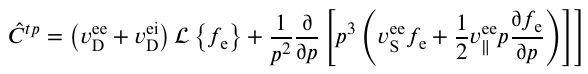 $\hat{C}^{tp} = \left(\nu_{\mathrm{D}}^{\mathrm{ee}} + \nu_{\mathrm{D}}^{\mathrm{ei}}\right) \mathscr{L}\left\{f_{\mathrm{e}}\right\} + \frac{1}{p^2} \frac{\partial}{\partial p} \left[ p^3 \left( \nu_{\mathrm{S}}^{\mathrm{ee}} f_{\mathrm{e}} + \frac{1}{2} \nu_{\parallel}^{\mathrm{ee}} p \frac{\partial f_{\mathrm{e}}}{\partial p} \right) \right] ]$